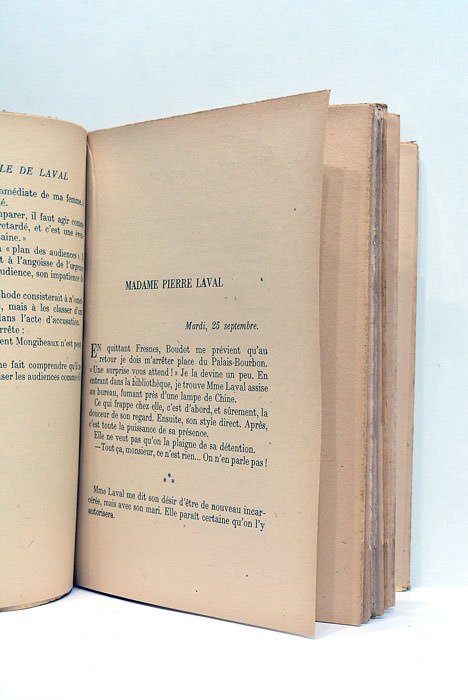 LE DE LAVAL
mmédiate de ma femme,
é.
parer, il faut agir comme
retardé, et c'est une
aine. »
« plan des audiences »
t à l'angoisse de l'
udience, son impatience
hode consisterait à
, mais à les classer d'
dans l'acte d'accusation.
rrête :
ent Mongibeaux n'est
ne fait comprendre qu'
ser les audiences comme
MADAME PIERRE LAVAL
Mardi, 25 septembre.
EN quittant Fresnes, Boudet me prévient qu'au
retour je dois m'arrêter place du Palais-Bourbon.
« Une surprise vous attend ! » Je la devine un peu. En
entrant dans la bibliothèque, je trouve Mme Laval assise
au bureau, fumant près d'une lampe de Chine.
Ce qui frappe chez elle, c'est d'abord, et sûrement, la
douceur de son regard. Ensuite, son style direct. Après,
c'est toute la puissance de sa présence.
Elle ne veut pas qu'on la plaigne de sa détention.
— Tout ça, monsieur, ce n'est rien... On n'en parle pas !
***
Mme Laval me dit son désir d'être de nouveau incar-
cérée, mais avec son mari. Elle paraît certaine qu'on l'y
autorisera.